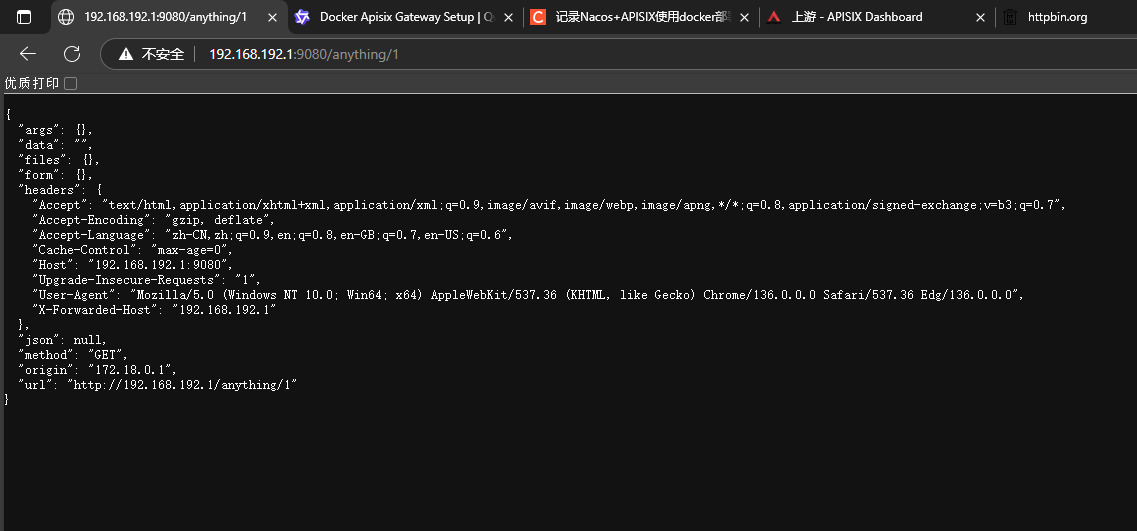 192.168.192.1:9080/anything/1
Docker Apisix Gateway Setup | Q
记录Nacos+APISIX使用docker部
上游 - APISIX Dashboard
httpbin.org
不安全
192.168.192.1:9080/anything/1
优质打印
{
  "args": {},
  "data": "",
  "files": {},
  "form": {},
  "headers": {
    "Accept": "text/html,application/xhtml+xml,application/xml;q=0.9,image/avif,image/webp,image/apng,*/*;q=0.8,application/signed-exchange;v=b3;q=0.7",
    "Accept-Encoding": "gzip, deflate",
    "Accept-Language": "zh-CN,zh;q=0.9,en;q=0.8,en-GB;q=0.7,en-US;q=0.6",
    "Cache-Control": "max-age=0",
    "Host": "192.168.192.1:9080",
    "Upgrade-Insecure-Requests": "1",
    "User-Agent": "Mozilla/5.0 (Windows NT 10.0; Win64; x64) AppleWebKit/537.36 (KHTML, like Gecko) Chrome/136.0.0.0 Safari/537.36 Edg/136.0.0.0",
    "X-Forwarded-Host": "192.168.192.1"
  },
  "json": null,
  "method": "GET",
  "origin": "172.18.0.1",
  "url": "http://192.168.192.1/anything/1"
}